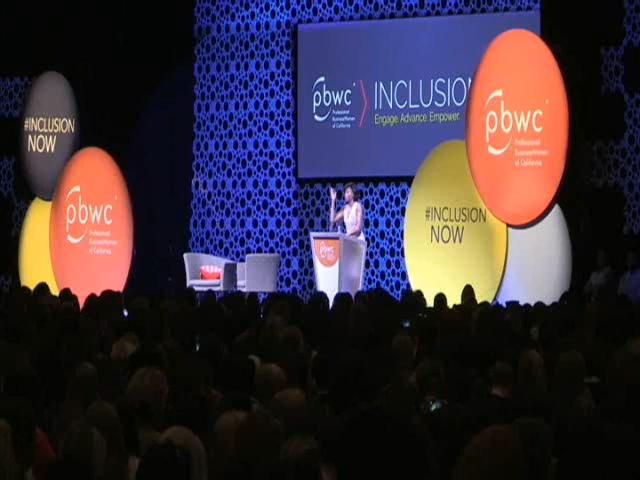 #INCLUSION
NOW
pbwc
Professional
BusinessWomen
of California
pbwc
Professional
BusinessWomen
of California
INCLUSION
Engage. Advance. Empower.
pbwc
#INCLUSION
NOW
pbwc
Professional
BusinessWomen
of California